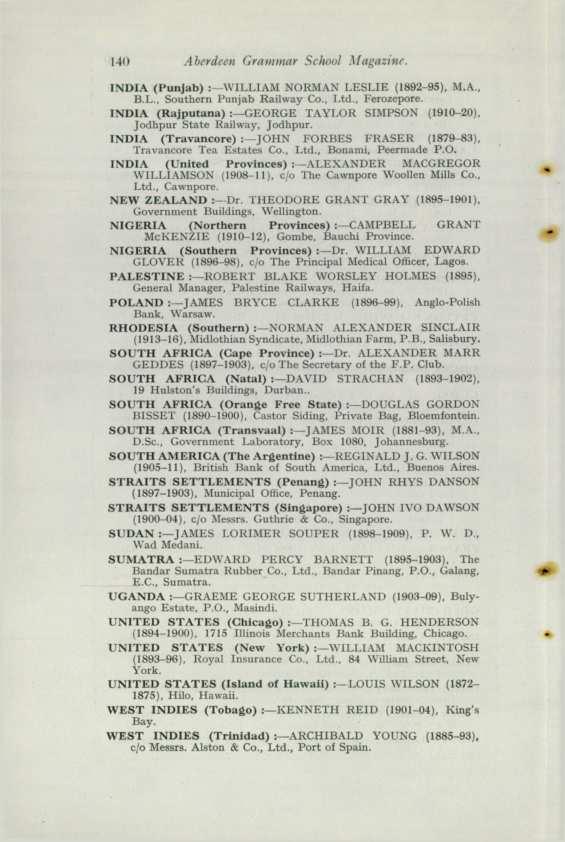 140 Aberdeen Grammar School Magazine.
INDIA (Punjab) :—WILLIAM NORMAN LESLIE (1892–95), M.A.,
B.L., Southern Punjab Railway Co., Ltd., Ferozepore.
INDIA (Rajputana) :—GEORGE TAYLOR SIMPSON (1910–20),
Jodhpur State Railway, Jodhpur.
INDIA (Travancore) :—JOHN FORBES FRASER (1879–83),
Travancore Tea Estates Co., Ltd., Bonami, Peermade P.O.
INDIA (United Provinces) :—ALEXANDER MACGREGOR
WILLIAMSON (1908–11), c/o The Cawnpore Woollen Mills Co.,
Ltd., Cawnpore.
NEW ZEALAND :—Dr. THEODORE GRANT GRAY (1895–1901),
Government Buildings, Wellington.
NIGERIA (Northern Provinces) :—CAMPBELL GRANT
McKENZIE (1910–12), Gombe, Bauchi Province.
NIGERIA (Southern Provinces) :—Dr. WILLIAM EDWARD
GLOVER (1896–98), c/o The Principal Medical Officer, Lagos.
PALESTINE :—ROBERT BLAKE WORSLEY HOLMES (1895),
General Manager, Palestine Railways, Haifa.
POLAND :—JAMES BRYCE CLARKE (1896–99), Anglo-Polish
Bank, Warsaw.
RHODESIA (Southern) :—NORMAN ALEXANDER SINCLAIR
(1913–16), Midlothian Syndicate, Midlothian Farm, P.B., Salisbury.
SOUTH AFRICA (Cape Province) :—Dr. ALEXANDER MARR
GEDDES (1897–1903), c/o The Secretary of the F.P. Club.
SOUTH AFRICA (Natal) :—DAVID STRACHAN (1893–1902),
19 Hulston's Buildings, Durban..
SOUTH AFRICA (Orange Free State) :—DOUGLAS GORDON
BISSET (1890–1900), Castor Siding, Private Bag, Bloemfontein.
SOUTH AFRICA (Transvaal) :—JAMES MOIR (1881–93), M.A.,
D.Sc., Government Laboratory, Box 1080, Johannesburg.
SOUTH AMERICA (The Argentine) :—REGINALD J. G. WILSON
(1905–11), British Bank of South America, Ltd., Buenos Aires.
STRAITS SETTLEMENTS (Penang) :—JOHN RHYS DANSON
(1897–1903), Municipal Office, Penang.
STRAITS SETTLEMENTS (Singapore) :—JOHN IVO DAWSON
(1900–04), c/o Messrs. Guthrie & Co., Singapore.
SUDAN :—JAMES LORIMER SOUPER (1898–1909), P. W. D.,
Wad Medani.
SUMATRA :—EDWARD PERCY BARNETT (1895–1903), The
Bandar Sumatra Rubber Co., Ltd., Bandar Pinang, P.O., Galang,
E.C., Sumatra.
UGANDA :—GRAEME GEORGE SUTHERLAND (1903–09), Buly-
ango Estate, P.O., Masindi.
UNITED STATES (Chicago) :—THOMAS B. G. HENDERSON
(1894–1900), 1715 Illinois Merchants Bank Building, Chicago.
UNITED STATES (New York) :—WILLIAM MACKINTOSH
(1893–96), Royal Insurance Co., Ltd., 84 William Street, New
York.
UNITED STATES (Island of Hawaii) :—LOUIS WILSON (1872–
1875), Hilo, Hawaii.
WEST INDIES (Tobago) :—KENNETH REID (1901–04), King's
Bay.
WEST INDIES (Trinidad) :—ARCHIBALD YOUNG (1885–93),
c/o Messrs. Alston & Co., Ltd., Port of Spain.